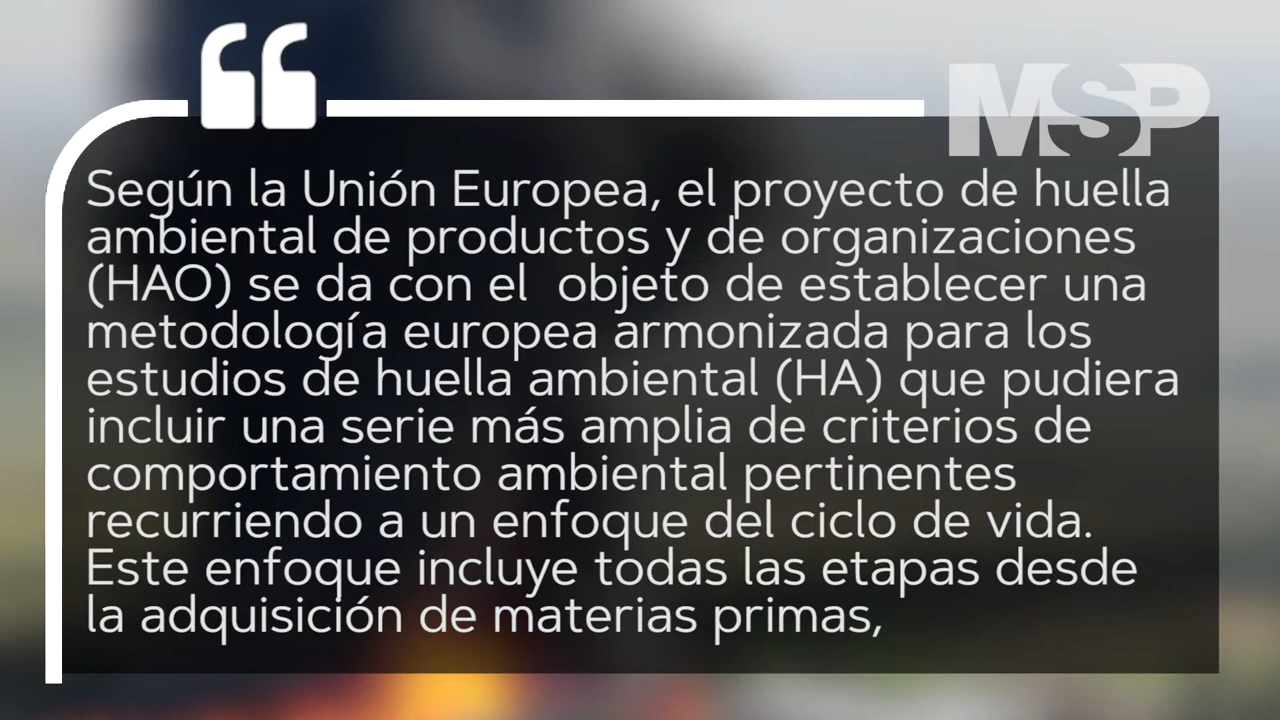 MSP
Según la Unión Europea, el proyecto de huella
ambiental de productos y de organizaciones
(HAO) se da con el  objeto de establecer una
metodología europea armonizada para los
estudios de huella ambiental (HA) que pudiera
incluir una serie más amplia de criterios de
comportamiento ambiental pertinentes
recurriendo a un enfoque del ciclo de vida.
Este enfoque incluye todas las etapas desde
la adquisición de materias primas,